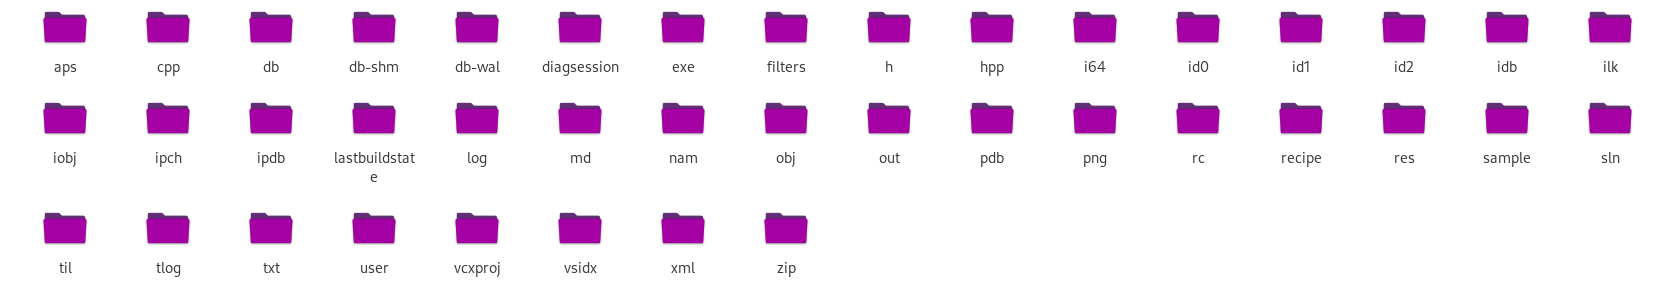 aps cpp db db-shm db-wal diagsession exe filters h hpp i64 id0 id1 id2 idb ilk
iobj ipch ipdb lastbuildstat log md nam obj out pdb png rc recipe res sample sln
e
til tlog txt user vcxproj vsidx xml zip